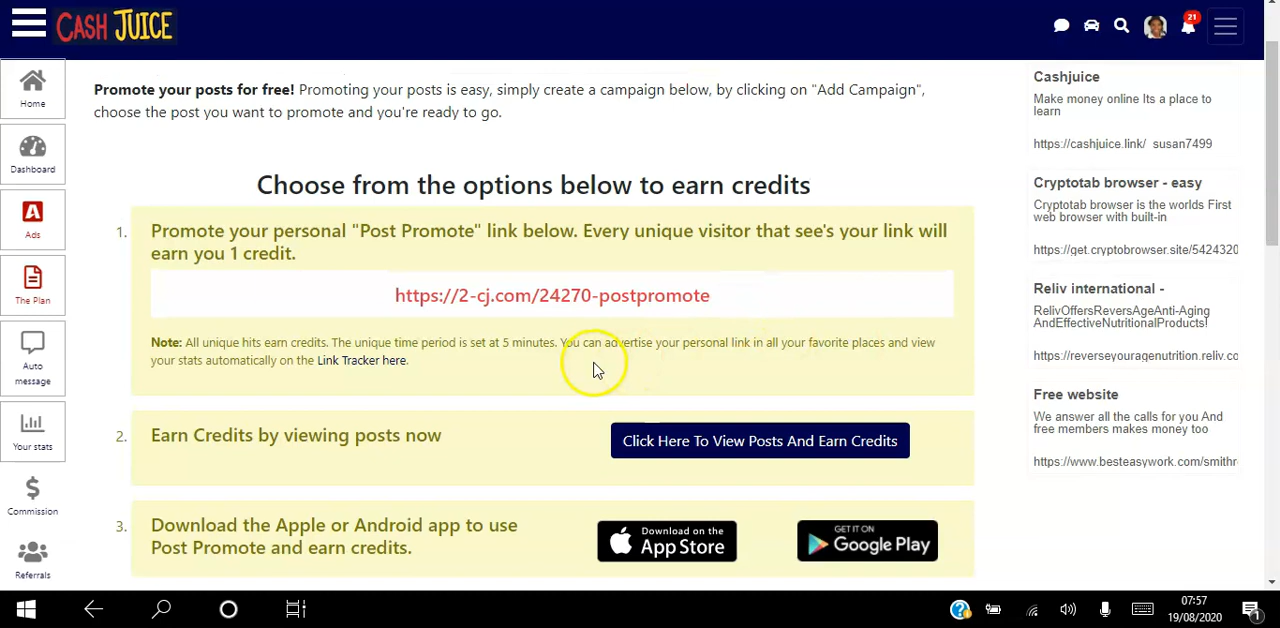 CASH JUICE
21
Home
Dashboard
Ads
The Plan
Auto
message
Your stats
Commission
Referrals
Promote your posts for free! Promoting your posts is easy, simply create a campaign below, by clicking on "Add Campaign",
choose the post you want to promote and you're ready to go.
Choose from the options below to earn credits
1. Promote your personal "Post Promote" link below. Every unique visitor that see's your link will
earn you 1 credit.
https://2-cj.com/24270-postpromote
Note: All unique hits earn credits. The unique time period is set at 5 minutes. You can advertise your personal link in all your favorite places and view
your stats automatically on the Link Tracker here.
2. Earn Credits by viewing posts now
Click Here To View Posts And Earn Credits
3. Download the Apple or Android app to use
Post Promote and earn credits.
Download on the
App Store
GET IT ON
Google Play
Cashjuice
Make money online Its a place to
learn
https://cashjuice.link/ susan7499
Cryptotab browser - easy
Cryptotab browser is the worlds First
web browser with built-in
https://get.cryptobrowser.site/5424320
Reliv international -
RelivOffersReversAgeAnti-Aging
AndEffectiveNutritionalProducts!
https://reverseyouragenutrition.reliv.co
Free website
We answer all the calls for you And
free members makes money too
https://www.besteasywork.com/smithr
07:57
19/08/2020
1